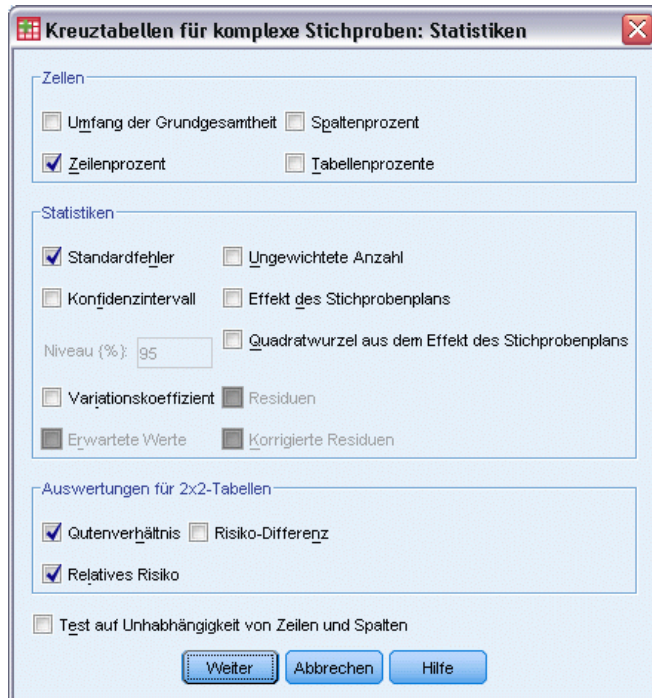 Kreuztabellen für komplexe Stichproben: Statistiken
Zellen
Umfang der Grundgesamtheit Spaltenprozent
Zeilenprozent Tabellenprozente
Statistiken
Standardfehler Ungewichtete Anzahl
Konfidenzintervall Effekt des Stichprobenplans
Niveau {%}: 95 Quadratwurzel aus dem Effekt des Stichprobenplans
Variationskoeffizient Residuen
Erwartete Werte Korrigierte Residuen
Auswertungen für 2x2-Tabellen
Qutenverhältnis Risiko-Differenz
Relatives Risiko
Test auf Unhabhängigkeit von Zeilen und Spalten
Weiter Abbrechen Hilfe